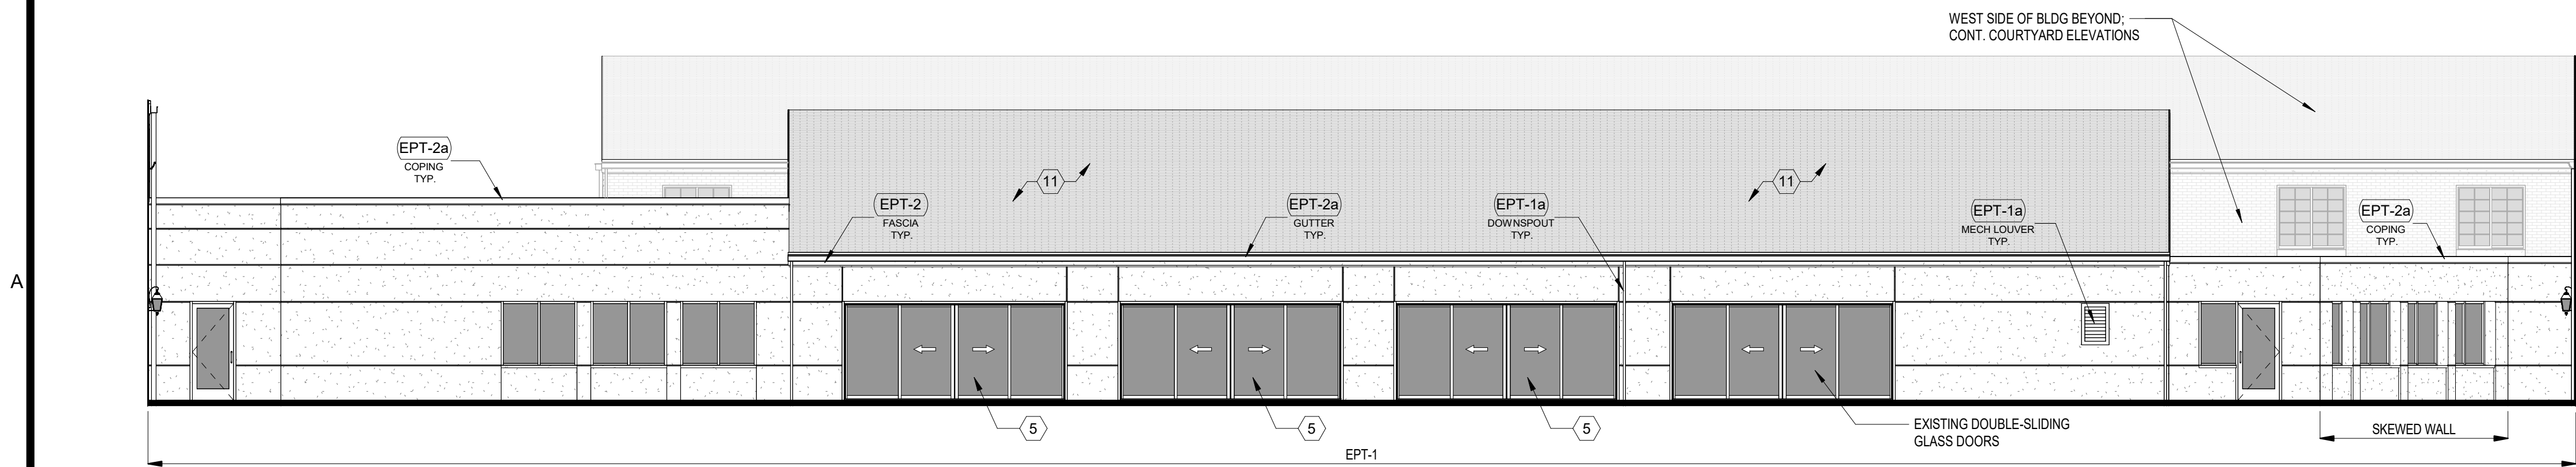 WEST SIDE OF BLDG BEYOND;
CONT. COURTYARD ELEVATIONS
EPT-2a
COPING
TYP.
11
11
EPT-2
FASCIA
TYP.
EPT-2a
GUTTER
TYP.
EPT-1a
DOWNSPOUT
TYP.
EPT-1a
MECH LOUVER
TYP.
EPT-2a
COPING
TYP.
A
5
5
5
EXISTING DOUBLE-SLIDING
GLASS DOORS
SKEWED WALL
EPT-1